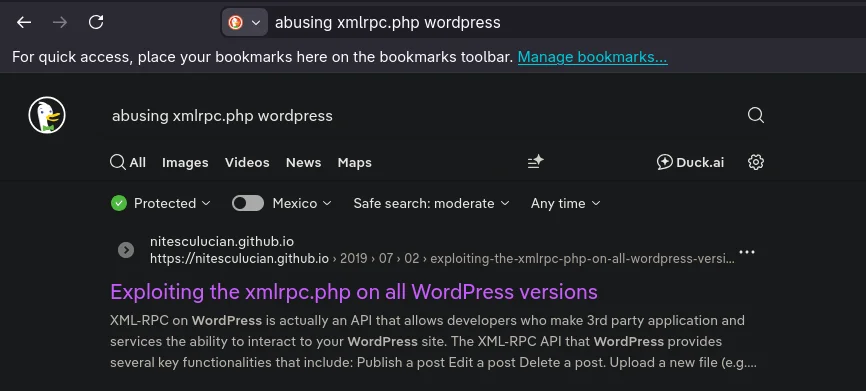 abusing xmlrpc.php wordpress
For quick access, place your bookmarks here on the bookmarks toolbar. Manage bookmarks...
abusing xmlrpc.php wordpress
All Images Videos News Maps Duck.ai
Protected Mexico Safe search: moderate Any time
nitesculucian.github.io
https://nitesculucian.github.io › 2019 › 07 › 02 › exploiting-the-xmlrpc-php-on-all-wordpress-versi...
Exploiting the xmlrpc.php on all WordPress versions
XML-RPC on WordPress is actually an API that allows developers who make 3rd party application and
services the ability to interact to your WordPress site. The XML-RPC API that WordPress provides
several key functionalities that include: Publish a post Edit a post Delete a post. Upload a new file (e.g....